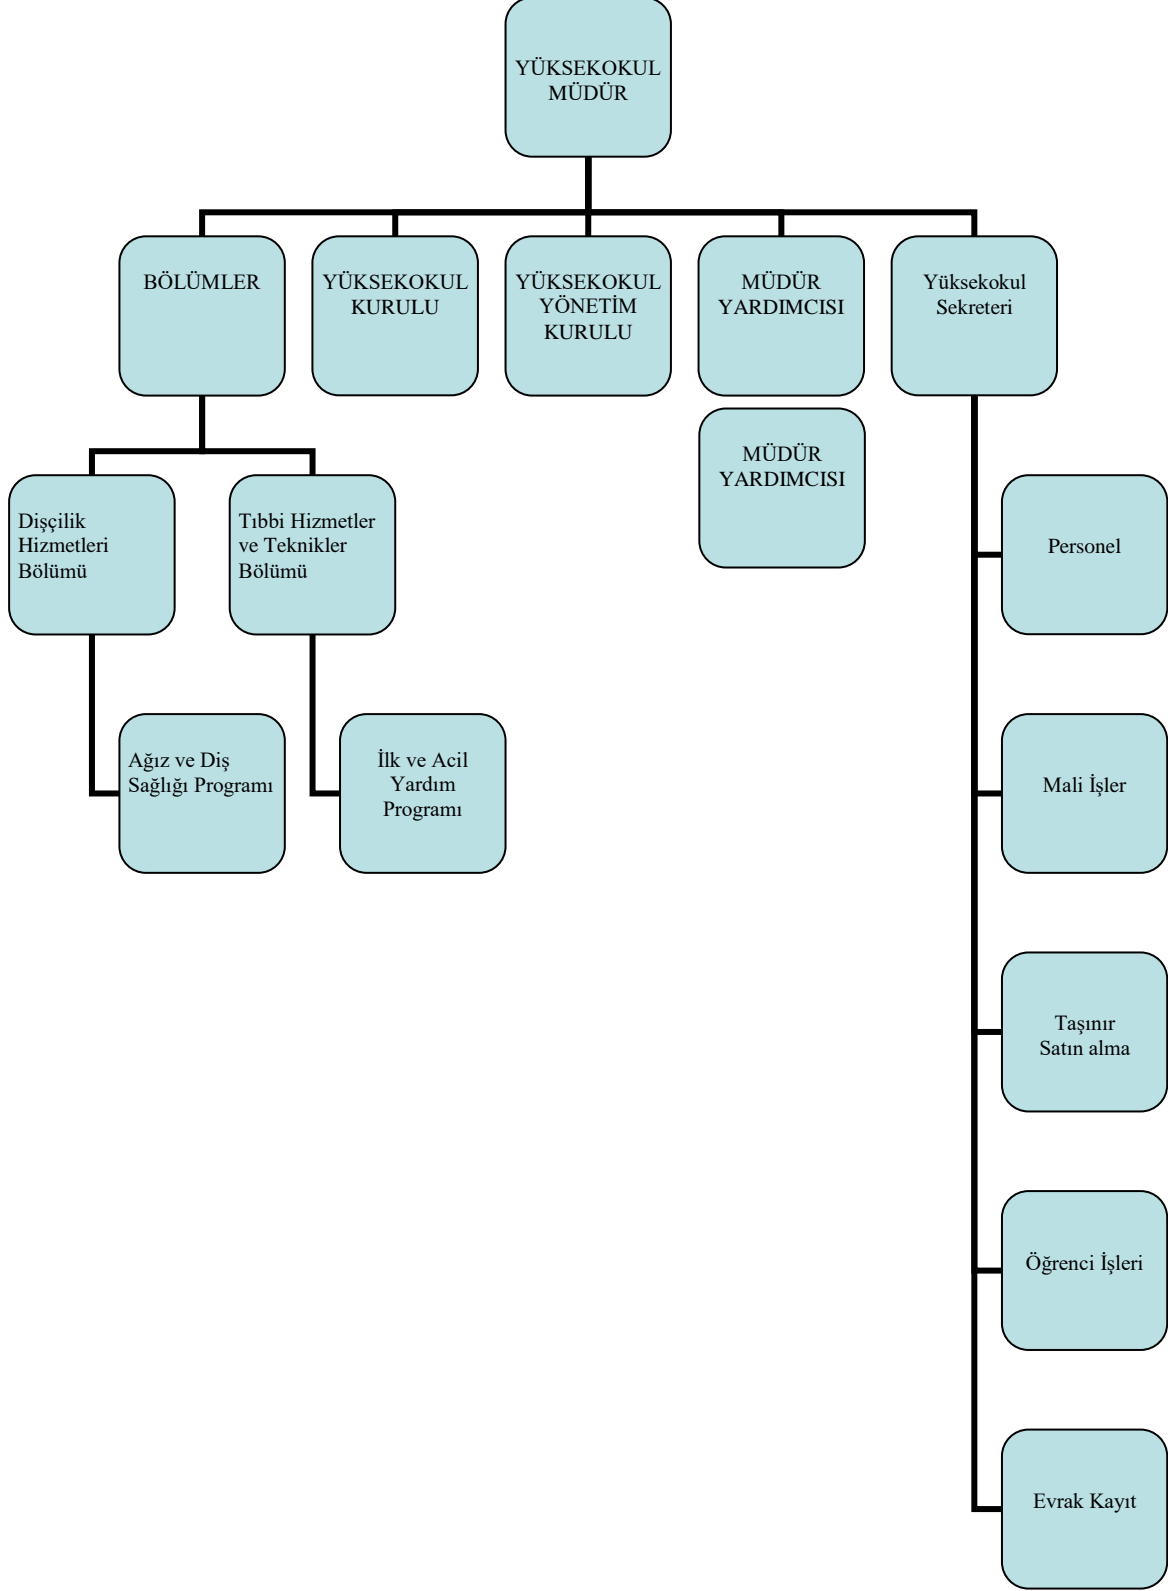 YÜKSEKOKUL
MÜDÜR
BÖLÜMLER
YÜKSEKOKUL
KURULU
YÜKSEKOKUL
YÖNETİM
KURULU
MÜDÜR
YARDIMCISI
Yüksekokul
Sekreteri
MÜDÜR
YARDIMCISI
Dişçilik
Hizmetleri
Bölümü
Tıbbi Hizmetler
ve Teknikler
Bölümü
Personel
Ağız ve Diş
Sağlığı Programı
İlk ve Acil
Yardım
Programı
Mali İşler
Taşınır
Satın alma
Öğrenci İşleri
Evrak Kayıt